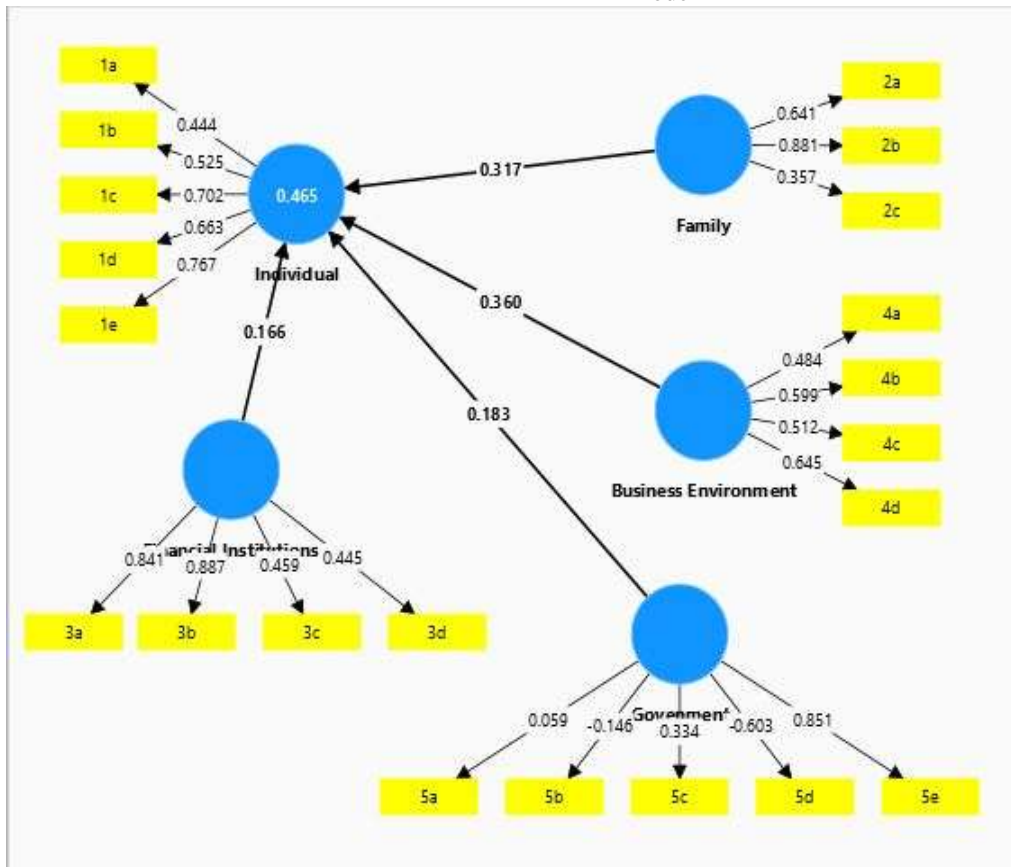 1a
0.444
1b
0.525
1c
0.702
1d
0.663
1e
0.767
0.465
Individual
2a
0.641
2b
0.881
2c
0.357
Family
0.317
0.360
0.166
0.183
4a
0.484
4b
0.599
4c
0.512
4d
0.645
Business Environment
Financial Institutions
0.841
0.887
0.459
0.445
3a
3b
3c
3d
Govenment
0.059
-0.146
0.334
-0.603
0.851
5a
5b
5c
5d
5e